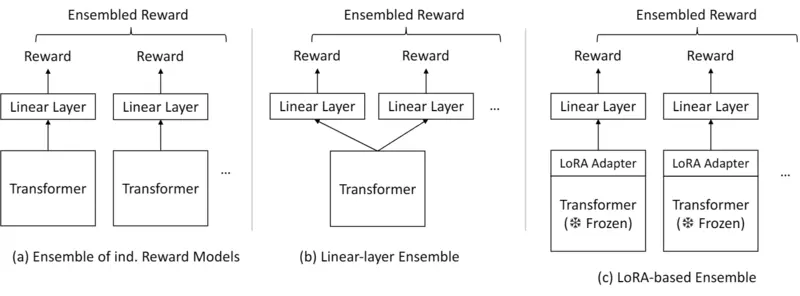 Ensembled Reward
Reward
Reward
Linear Layer
Linear Layer
Transformer
Transformer
...
(a) Ensemble of ind. Reward Models
Ensembled Reward
Reward
Reward
Linear Layer
Linear Layer
...
Transformer
(b) Linear-layer Ensemble
Ensembled Reward
Reward
Reward
Linear Layer
Linear Layer
LoRA Adapter
LoRA Adapter
Transformer
(❄ Frozen)
Transformer
(❄ Frozen)
...
(c) LoRA-based Ensemble